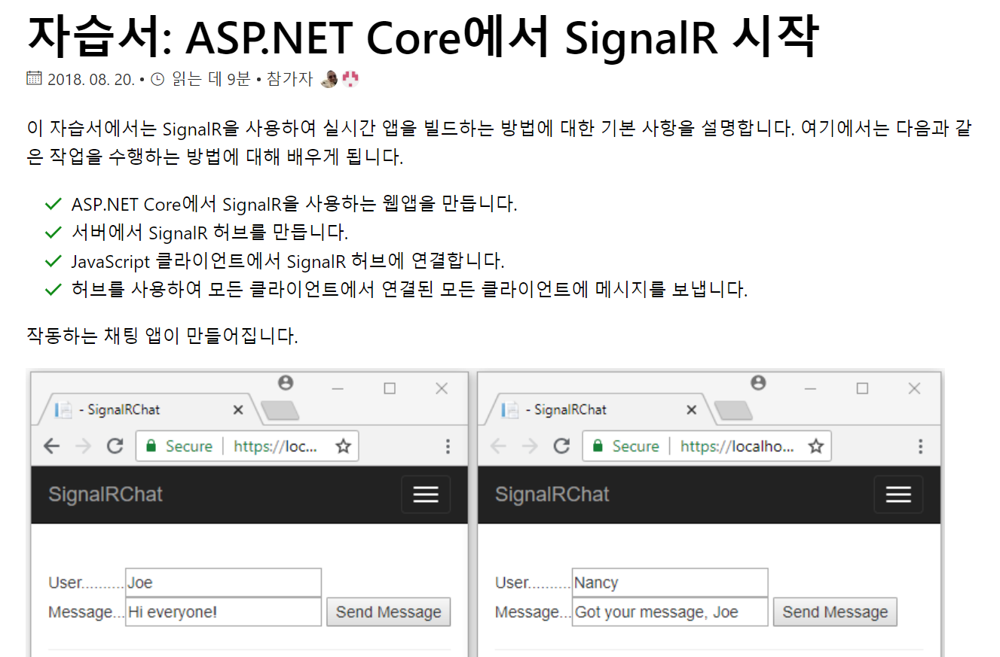 자습서: ASP.NET Core에서 SignalR 시작
2018. 08. 20. • 읽는 데 9분 • 참가자
이 자습서에서는 SignalR을 사용하여 실시간 앱을 빌드하는 방법에 대한 기본 사항을 설명합니다. 여기에서는 다음과 같
은 작업을 수행하는 방법에 대해 배우게 됩니다.
ASP.NET Core에서 SignalR을 사용하는 웹앱을 만듭니다.
서버에서 SignalR 허브를 만듭니다.
JavaScript 클라이언트에서 SignalR 허브에 연결합니다.
허브를 사용하여 모든 클라이언트에서 연결된 모든 클라이언트에 메시지를 보냅니다.
작동하는 채팅 앱이 만들어집니다.
- SignalRChat
Secure https://loc...
SignalRChat
User..........Joe
Message...Hi everyone! Send Message
- SignalRChat
Secure https://localho...
SignalRChat
User..........Nancy
Message...Got your message, Joe Send Message